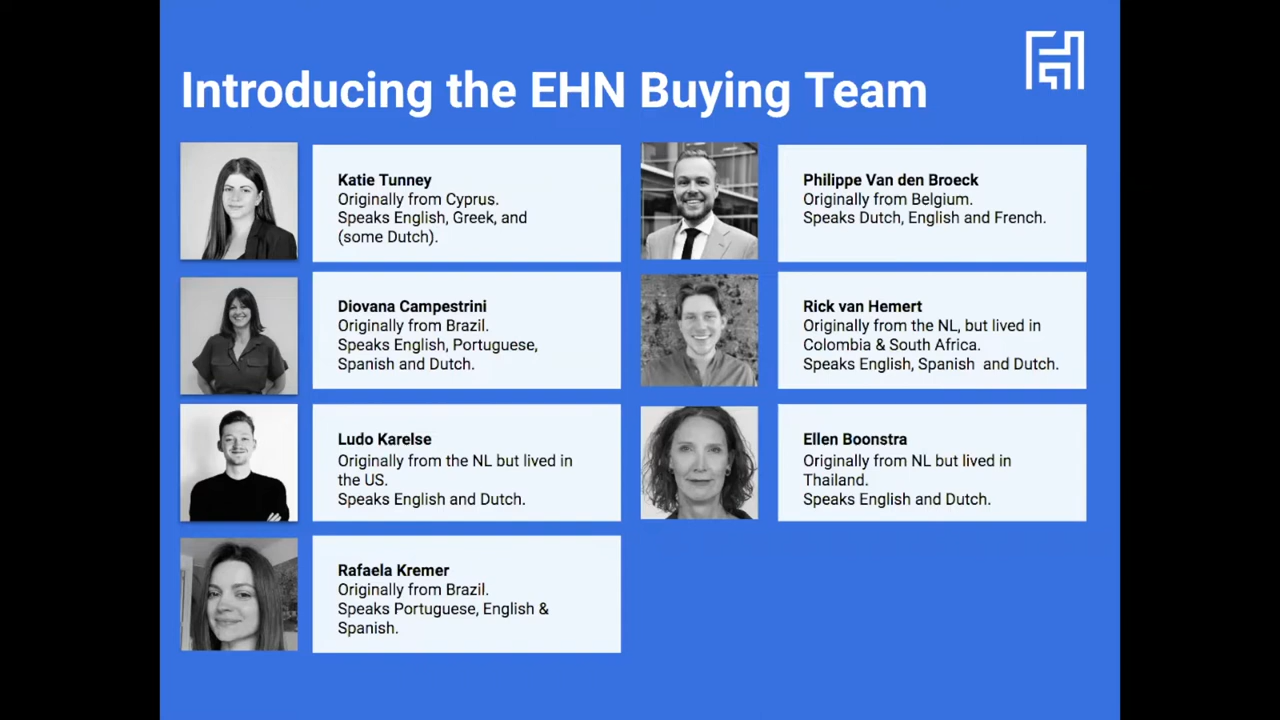 Introducing the EHN Buying Team
Katie Tunney
Originally from Cyprus.
Speaks English, Greek, and
(some Dutch).
Philippe Van den Broeck
Originally from Belgium.
Speaks Dutch, English and French.
Diovana Campestrini
Originally from Brazil.
Speaks English, Portuguese,
Spanish and Dutch.
Rick van Hemert
Originally from the NL, but lived in
Colombia & South Africa.
Speaks English, Spanish  and Dutch.
Ludo Karelse
Originally from the NL but lived in
the US.
Speaks English and Dutch.
Ellen Boonstra
Originally from NL but lived in
Thailand.
Speaks English and Dutch.
Rafaela Kremer
Originally from Brazil.
Speaks Portuguese, English &
Spanish.